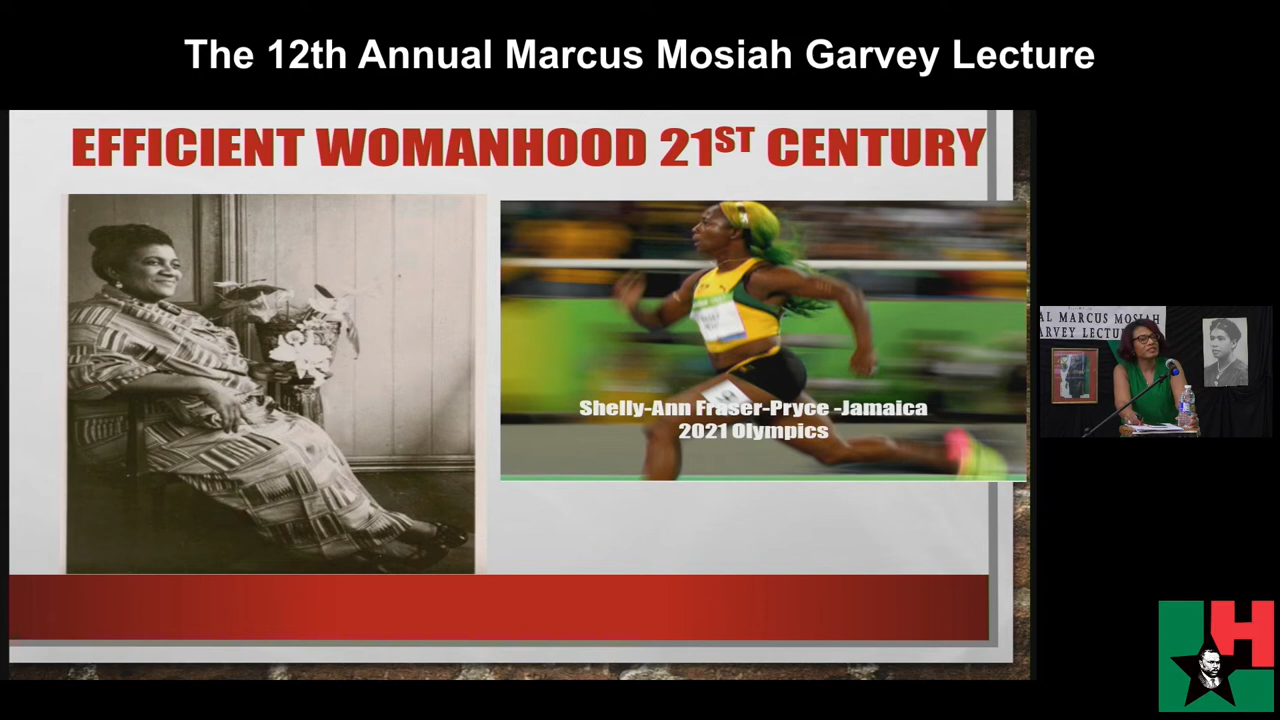 The 12th Annual Marcus Mosiah Garvey Lecture
EFFICIENT WOMANHOOD 21ST CENTURY
Shelly-Ann Fraser-Pryce -Jamaica
2021 Olympics
AL MARCUS MOSIAH
ARVEY LECTU
H